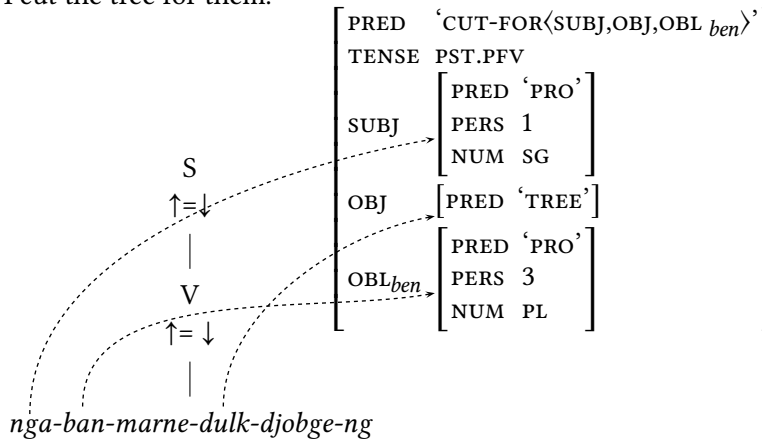 I cut the tree for them.
PRED ‘CUT-FOR⟨SUBJ,OBJ,OBL ben⟩’
TENSE PST.PFV
SUBJ
PRED ‘PRO’
PERS 1
NUM SG
OBJ
PRED ‘TREE’
OBLben
PRED ‘PRO’
PERS 3
NUM PL
S
↑=↓
V
↑= ↓
nga-ban-marne-dulk-djobge-ng